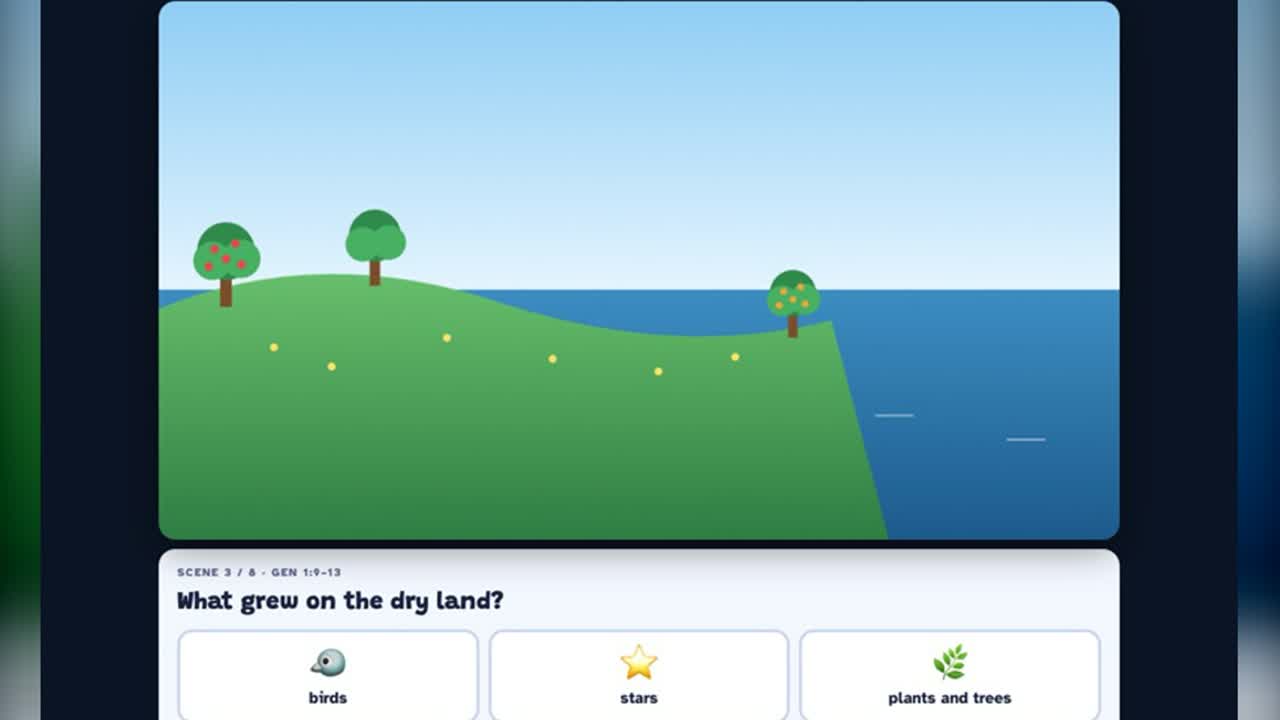 SCENE 3 / 8 · GEN 1:9–13
What grew on the dry land?
birds
stars
plants and trees